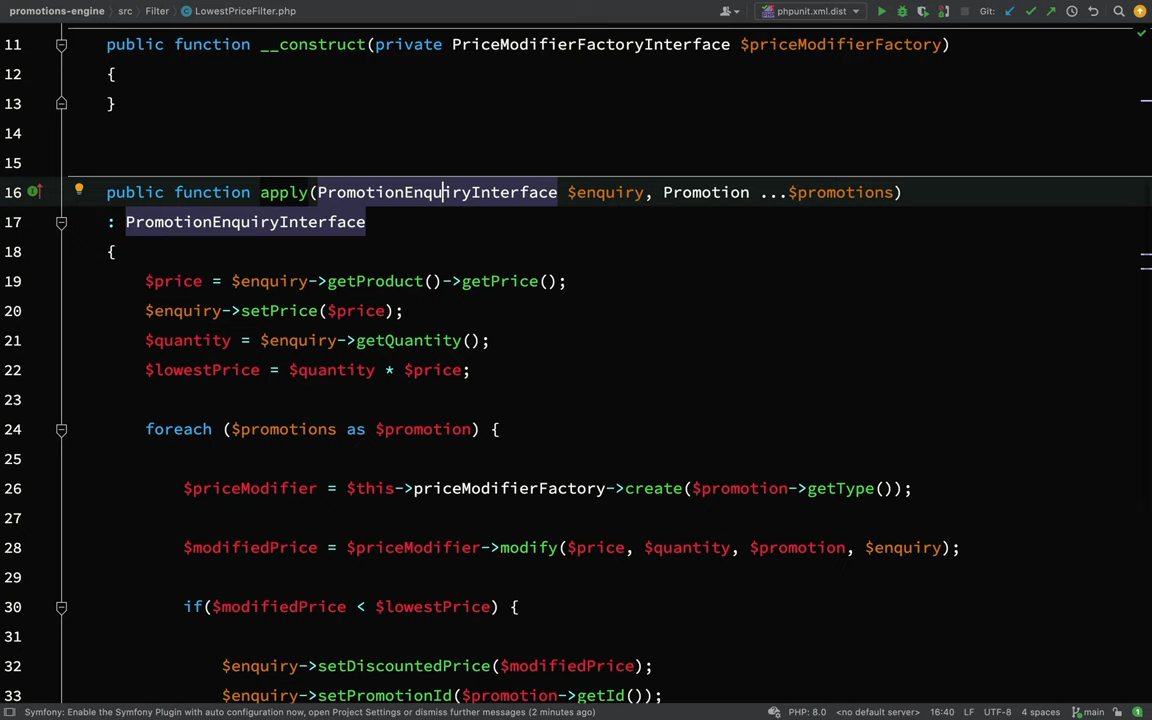 promotions-engine src Filter LowestPriceFilter.php phpunit.xml.dist Git:
11 public function __construct(private PriceModifierFactoryInterface $priceModifierFactory)
12 {
13 }
14
15
16 public function apply(PromotionEnquiryInterface $enquiry, Promotion ...$promotions)
17 : PromotionEnquiryInterface
18 {
19 $price = $enquiry->getProduct()->getPrice();
20 $enquiry->setPrice($price);
21 $quantity = $enquiry->getQuantity();
22 $lowestPrice = $quantity * $price;
23
24 foreach ($promotions as $promotion) {
25
26 $priceModifier = $this->priceModifierFactory->create($promotion->getType());
27
28 $modifiedPrice = $priceModifier->modify($price, $quantity, $promotion, $enquiry);
29
30 if($modifiedPrice < $lowestPrice) {
31
32 $enquiry->setDiscountedPrice($modifiedPrice);
33 $enquiry->setPromotionId($promotion->getId());
Symfony: Enable the Symfony Plugin with auto configuration now, open Project Settings or dismiss further messages (2 minutes ago) PHP: 8.0 <no default server> 16:40 LF UTF-8 4 spaces main 1